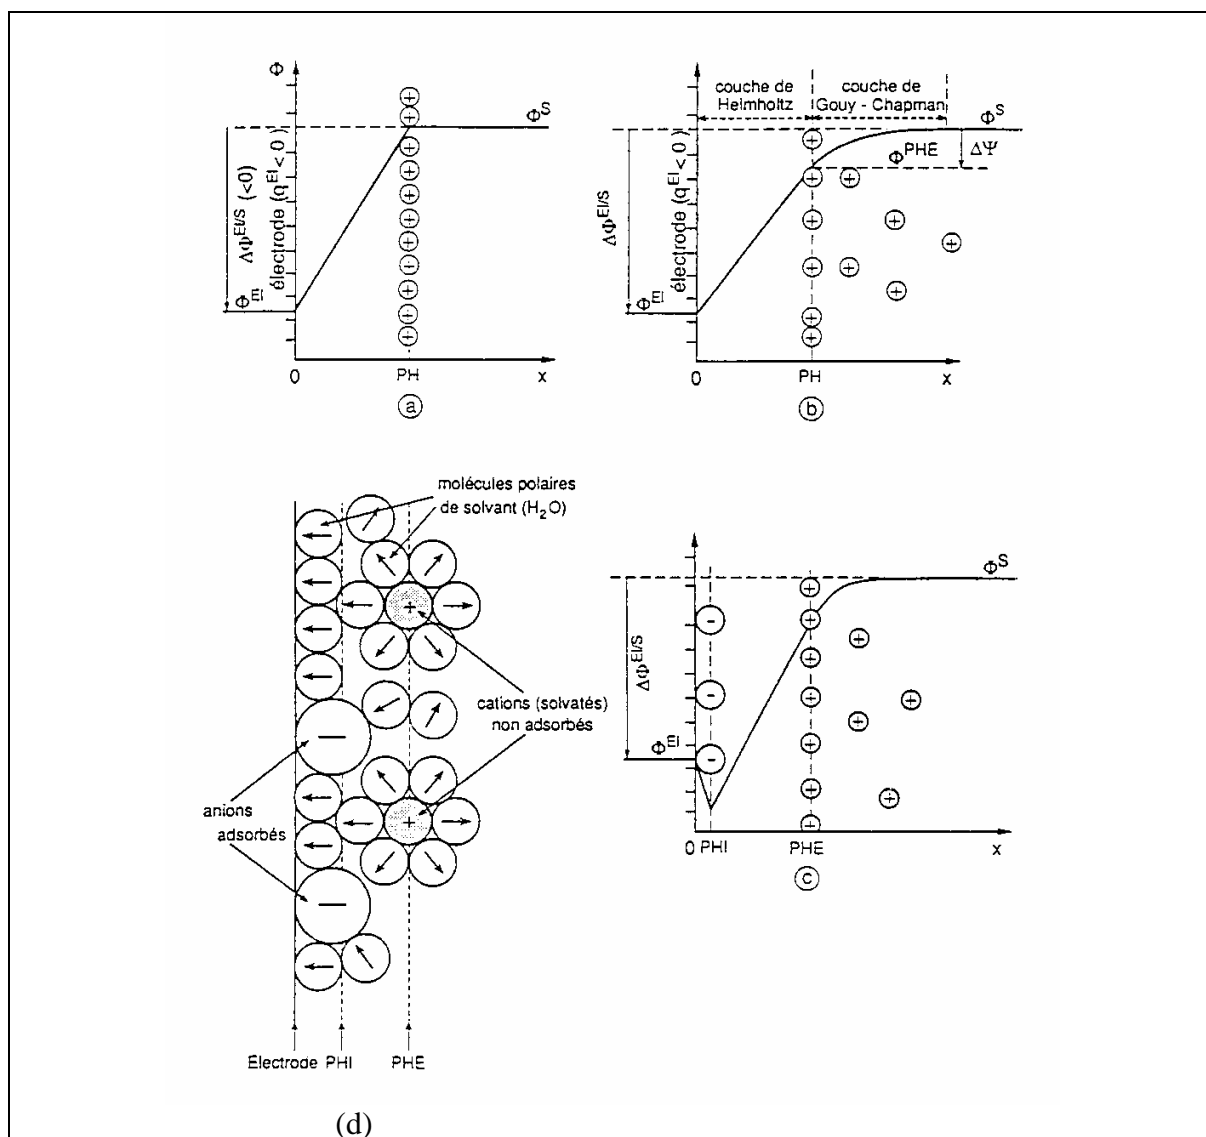 Φ
Φ^S
ΔΦ^El/S (<0)
électrode (q^El < 0)
Φ^El
0
PH
x
a
couche de
Helmholtz
couche de
Gouy - Chapman
Φ^S
Φ^PHE
ΔΨ
ΔΦ^El/S
électrode (q^El < 0)
Φ^El
0
PH
x
b
molécules polaires
de solvant (H₂O)
cations (solvatés)
non adsorbés
anions
adsorbés
Électrode PHI PHE
(d)
Φ^S
ΔΦ^El/S
Φ^El
0 PHI PHE x
c